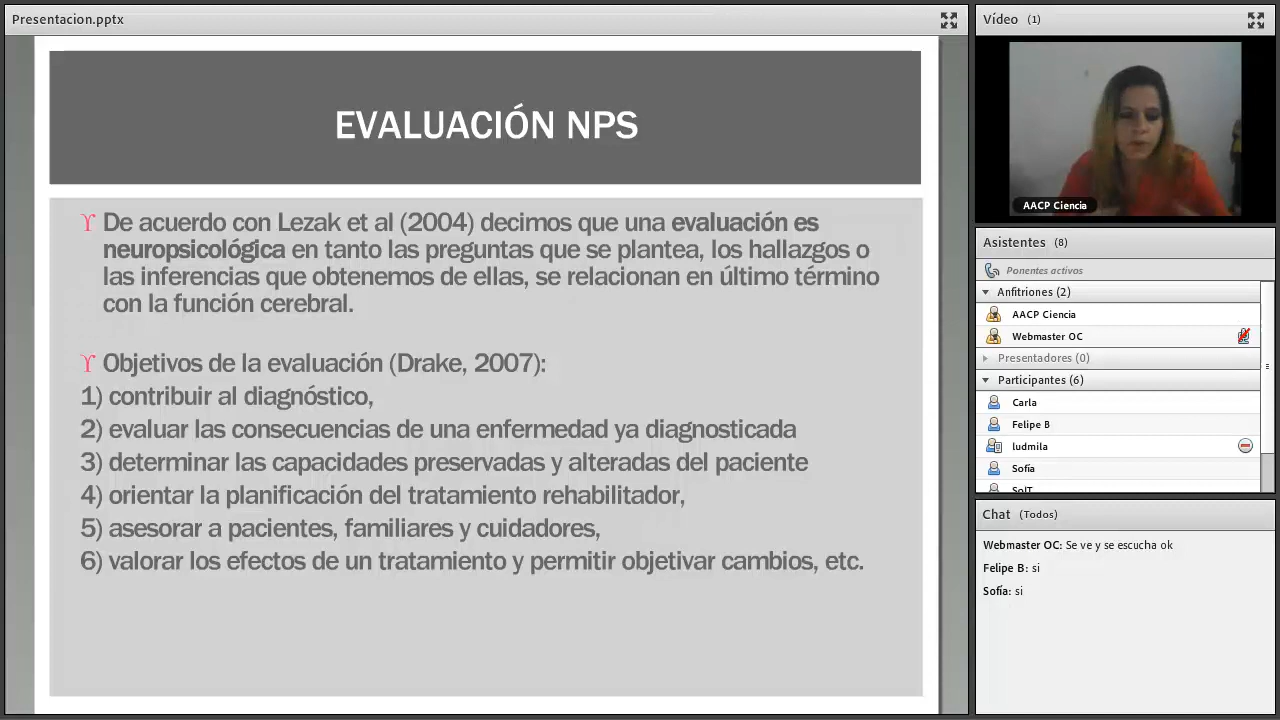 Presentacion.pptx
EVALUACIÓN NPS
De acuerdo con Lezak et al (2004) decimos que una evaluación es
neuropsicológica en tanto las preguntas que se plantea, los hallazgos o
las inferencias que obtenemos de ellas, se relacionan en último término
con la función cerebral.
Objetivos de la evaluación (Drake, 2007):
1) contribuir al diagnóstico,
2) evaluar las consecuencias de una enfermedad ya diagnosticada
3) determinar las capacidades preservadas y alteradas del paciente
4) orientar la planificación del tratamiento rehabilitador,
5) asesorar a pacientes, familiares y cuidadores,
6) valorar los efectos de un tratamiento y permitir objetivar cambios, etc.
Vídeo (1)
AACP Ciencia
Asistentes (8)
Ponentes activos
Anfitriones (2)
AACP Ciencia
Webmaster OC
Presentadores (0)
Participantes (6)
Carla
Felipe B
ludmila
Sofía
Chat (Todos)
Webmaster OC: Se ve y se escucha ok
Felipe B: si
Sofía: si